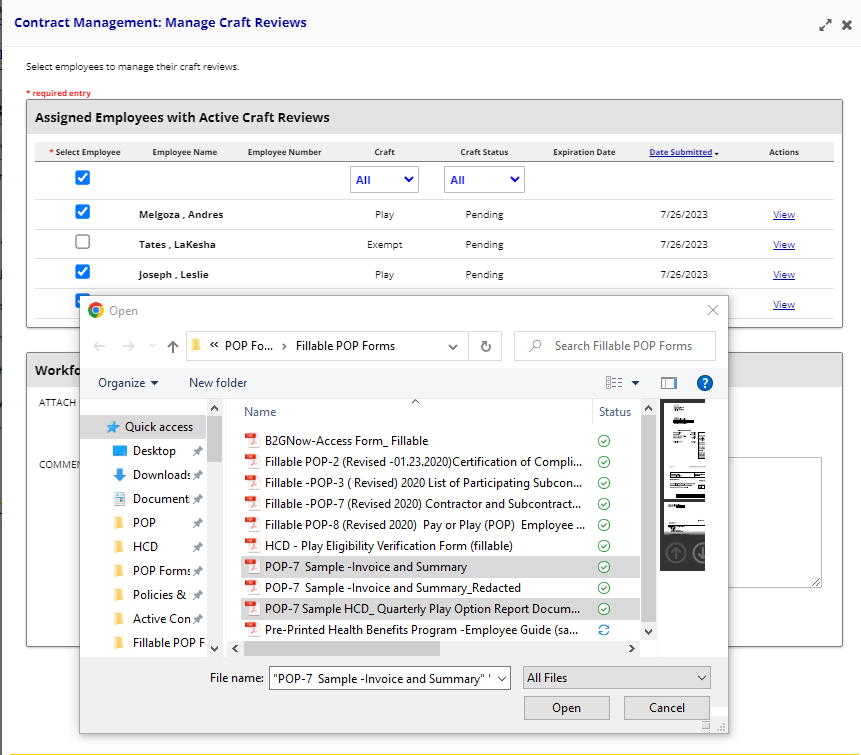 Contract Management: Manage Craft Reviews
Select employees to manage their craft reviews.
* required entry
Assigned Employees with Active Craft Reviews
* Select Employee Employee Name Employee Number Craft Craft Status Expiration Date Date Submitted Actions
All All
Melgoza , Andres Play Pending 7/26/2023 View
Tates , LaKesha Exempt Pending 7/26/2023 View
Joseph , Leslie Play Pending 7/26/2023 View
View
Open
« POP Fo... › Fillable POP Forms
Search Fillable POP Forms
Workfo
Organize New folder
ATTACH
Name Status
Quick access
Desktop
Downloads
Document
POP
HCD
POP Forms
Policies &
Active Con
Fillable POP F
COMMEN
B2GNow-Access Form_ Fillable
Fillable POP-2 (Revised -01.23.2020)Certification of Compli...
Fillable -POP-3 ( Revised) 2020 List of Participating Subcon...
Fillable -POP-7 (Revised 2020) Contractor and Subcontract...
Fillable POP-8 (Revised 2020) Pay or Play (POP) Employee ...
HCD - Play Eligibility Verification Form (fillable)
POP-7 Sample -Invoice and Summary
POP-7 Sample -Invoice and Summary_Redacted
POP-7 Sample HCD_ Quarterly Play Option Report Docum...
Pre-Printed Health Benefits Program -Employee Guide (sa...
File name: "POP-7 Sample -Invoice and Summary" " All Files
Open Cancel